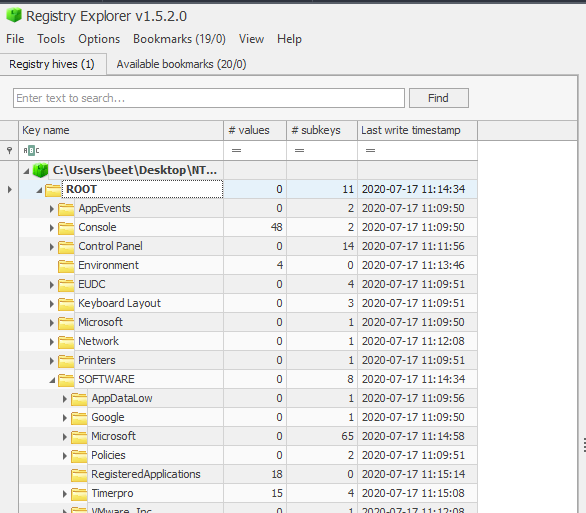 Registry Explorer v1.5.2.0
File Tools Options Bookmarks (19/0) View Help
Registry hives (1) Available bookmarks (20/0)
Enter text to search... Find
Key name # values # subkeys Last write timestamp
ABC = = =
C:\Users\beet\Desktop\NT...
ROOT 0 11 2020-07-17 11:14:34
AppEvents 0 2 2020-07-17 11:09:50
Console 48 2 2020-07-17 11:09:50
Control Panel 0 14 2020-07-17 11:11:56
Environment 4 0 2020-07-17 11:13:46
EUDC 0 4 2020-07-17 11:09:51
Keyboard Layout 0 3 2020-07-17 11:09:51
Microsoft 0 1 2020-07-17 11:09:50
Network 0 1 2020-07-17 11:12:08
Printers 0 1 2020-07-17 11:09:51
SOFTWARE 0 8 2020-07-17 11:14:34
AppDataLow 0 1 2020-07-17 11:09:56
Google 0 1 2020-07-17 11:09:50
Microsoft 0 65 2020-07-17 11:14:58
Policies 0 2 2020-07-17 11:09:51
RegisteredApplications 18 0 2020-07-17 11:15:14
Timerpro 15 4 2020-07-17 11:15:08
VMware, Inc. 0 1 2020-07-17 11:12:08